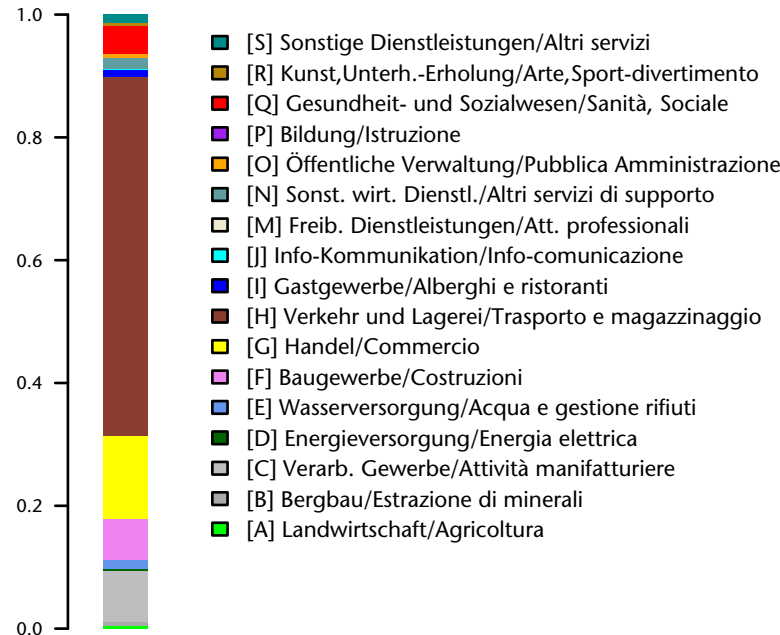 1.0
0.8
0.6
0.4
0.2
0.0
[S] Sonstige Dienstleistungen/Altri servizi
[R] Kunst,Unterh.-Erholung/Arte,Sport-divertimento
[Q] Gesundheit- und Sozialwesen/Sanità, Sociale
[P] Bildung/Istruzione
[O] Öffentliche Verwaltung/Pubblica Amministrazione
[N] Sonst. wirt. Dienstl./Altri servizi di supporto
[M] Freib. Dienstleistungen/Att. professionali
[J] Info-Kommunikation/Info-comunicazione
[I] Gastgewerbe/Alberghi e ristoranti
[H] Verkehr und Lagerei/Trasporto e magazzinaggio
[G] Handel/Commercio
[F] Baugewerbe/Costruzioni
[E] Wasserversorgung/Acqua e gestione rifiuti
[D] Energieversorgung/Energia elettrica
[C] Verarb. Gewerbe/Attività manifatturiere
[B] Bergbau/Estrazione di minerali
[A] Landwirtschaft/Agricoltura